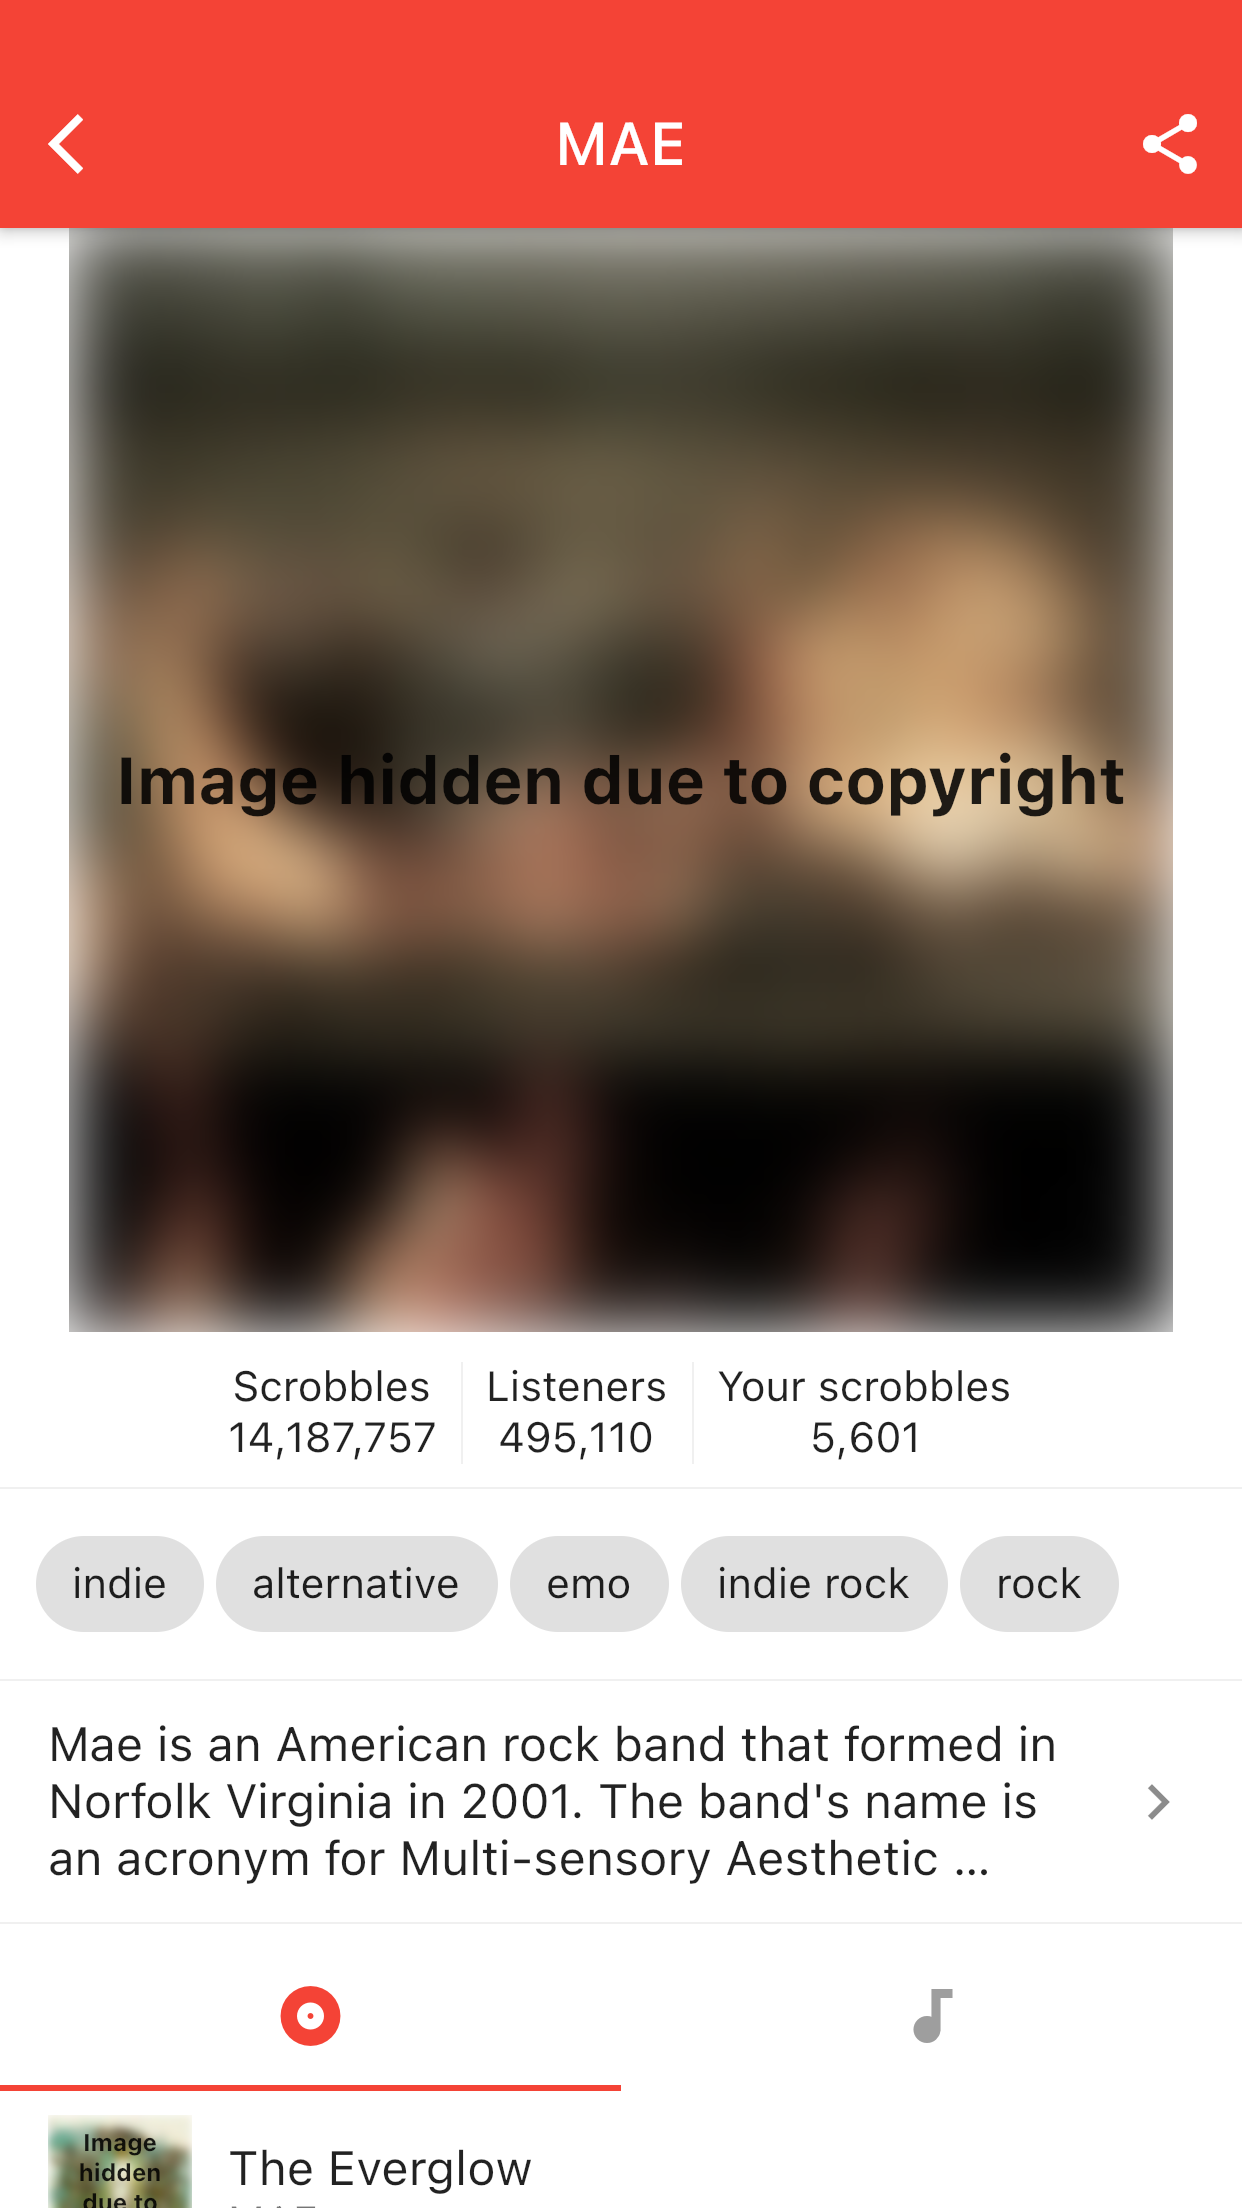 MAE
Image hidden due to copyright
Scrobbles
14,187,757
Listeners
495,110
Your scrobbles
5,601
indie
alternative
emo
indie rock
rock
Mae is an American rock band that formed in
Norfolk Virginia in 2001. The band's name is
an acronym for Multi-sensory Aesthetic ...
Image
hidden
due to
The Everglow